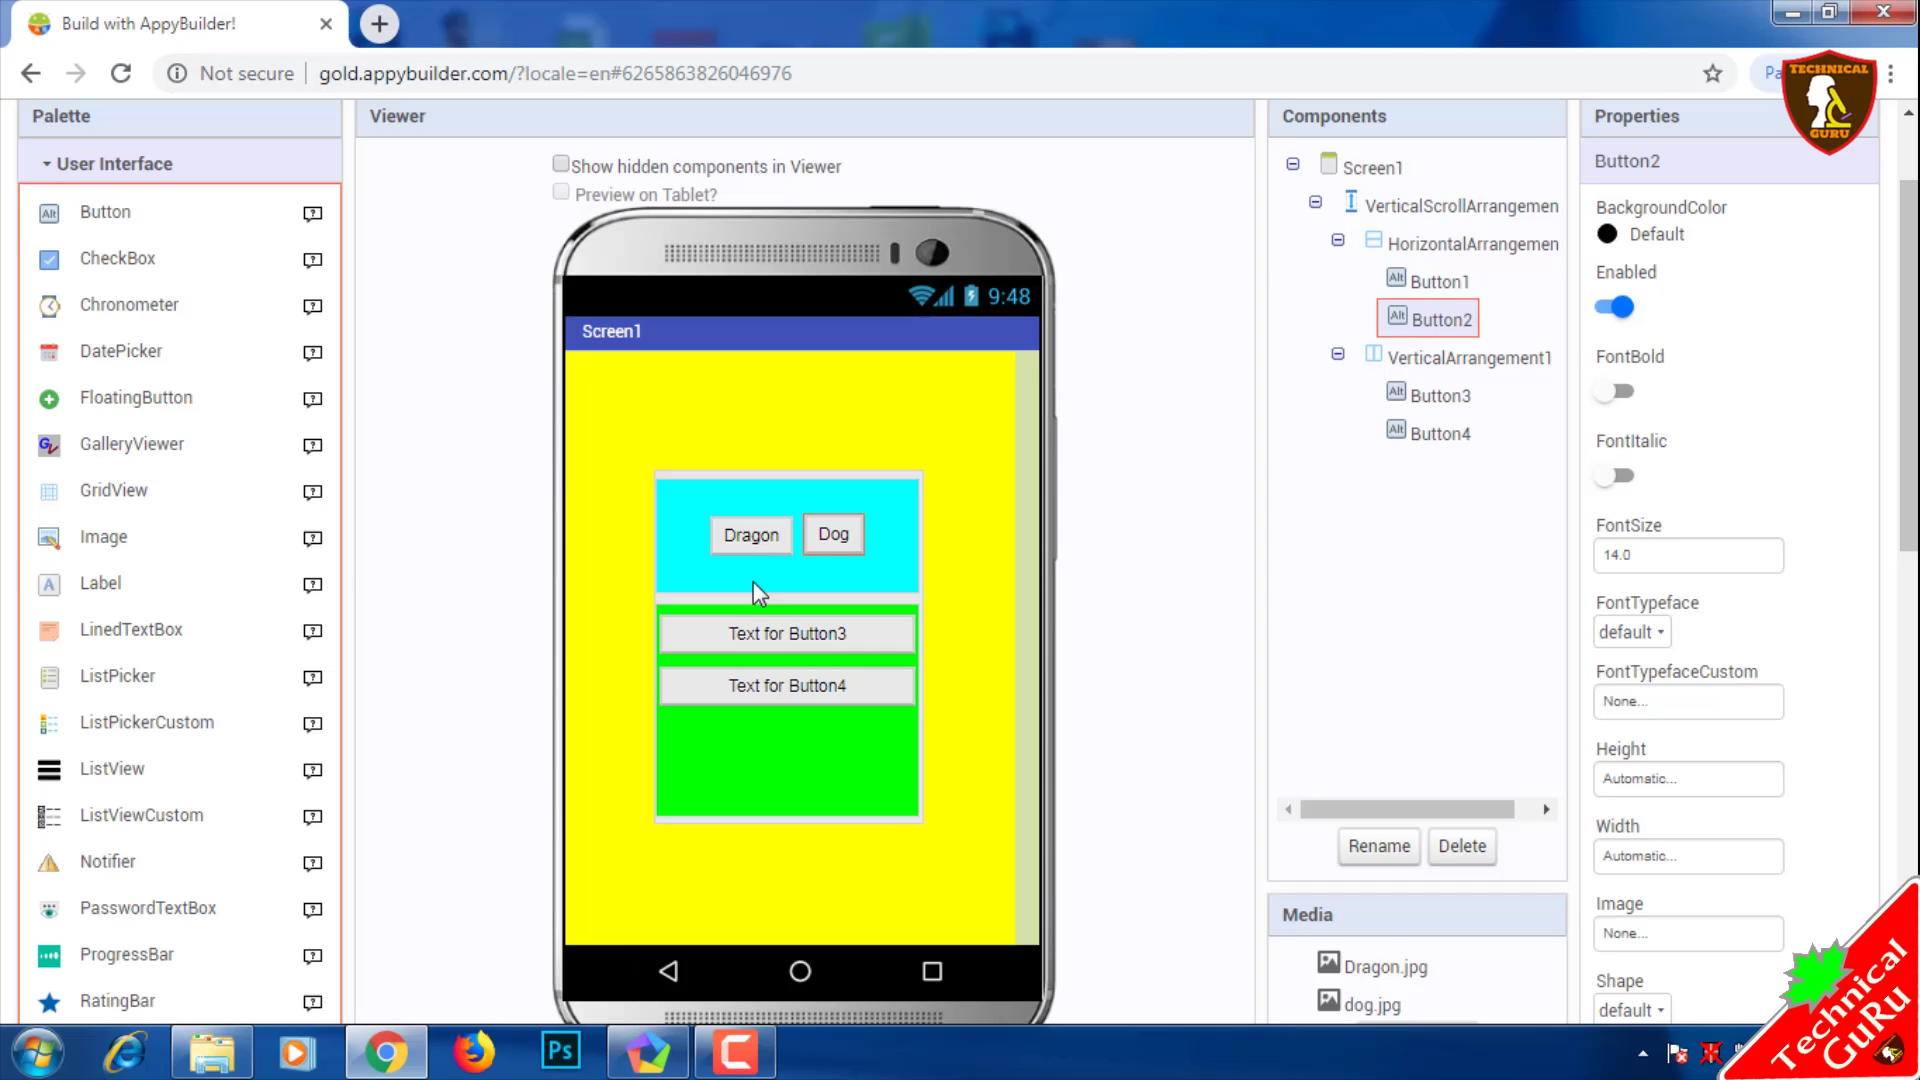 Build with AppyBuilder!
Not secure
gold.appybuilder.com/?locale=en#6265863826046976
Pa
TECHNICAL
GURU
Palette
User Interface
Button
CheckBox
Chronometer
DatePicker
FloatingButton
GalleryViewer
GridView
Image
Label
LinedTextBox
ListPicker
ListPickerCustom
ListView
ListViewCustom
Notifier
PasswordTextBox
ProgressBar
RatingBar
Viewer
Show hidden components in Viewer
Preview on Tablet?
9:48
Screen1
Dragon
Dog
Text for Button3
Text for Button4
Components
Screen1
VerticalScrollArrangemen
HorizontalArrangemen
Button1
Button2
VerticalArrangement1
Button3
Button4
Rename
Delete
Media
Dragon.jpg
dog.jpg
Properties
Button2
BackgroundColor
Default
Enabled
FontBold
FontItalic
FontSize
14.0
FontTypeface
default
FontTypefaceCustom
None...
Height
Automatic...
Width
Automatic...
Image
None...
Shape
default
Technical
GuRu
Ps